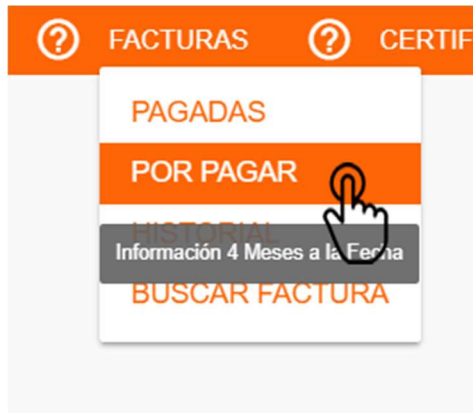 FACTURAS
CERTIF
PAGADAS
POR PAGAR
HISTORIAL
Información 4 Meses a la Fecha
BUSCAR FACTURA